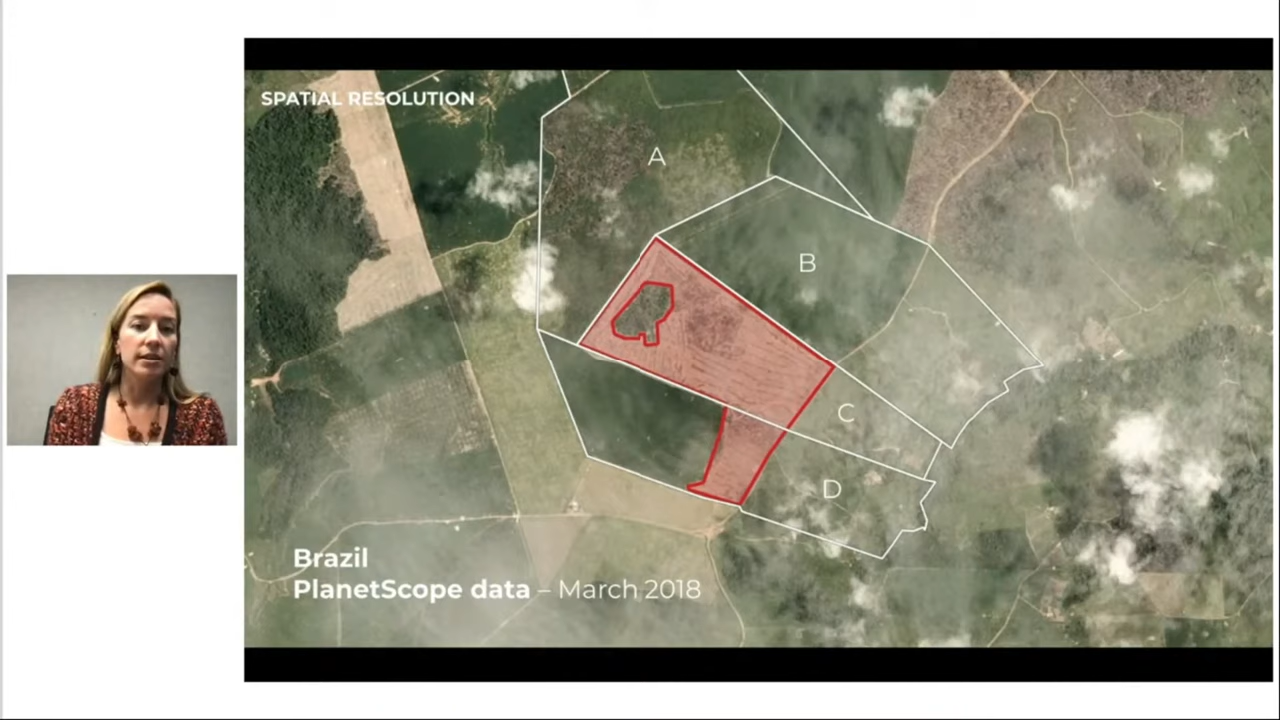 SPATIAL RESOLUTION
A
B
C
D
Brazil
PlanetScope data – March 2018